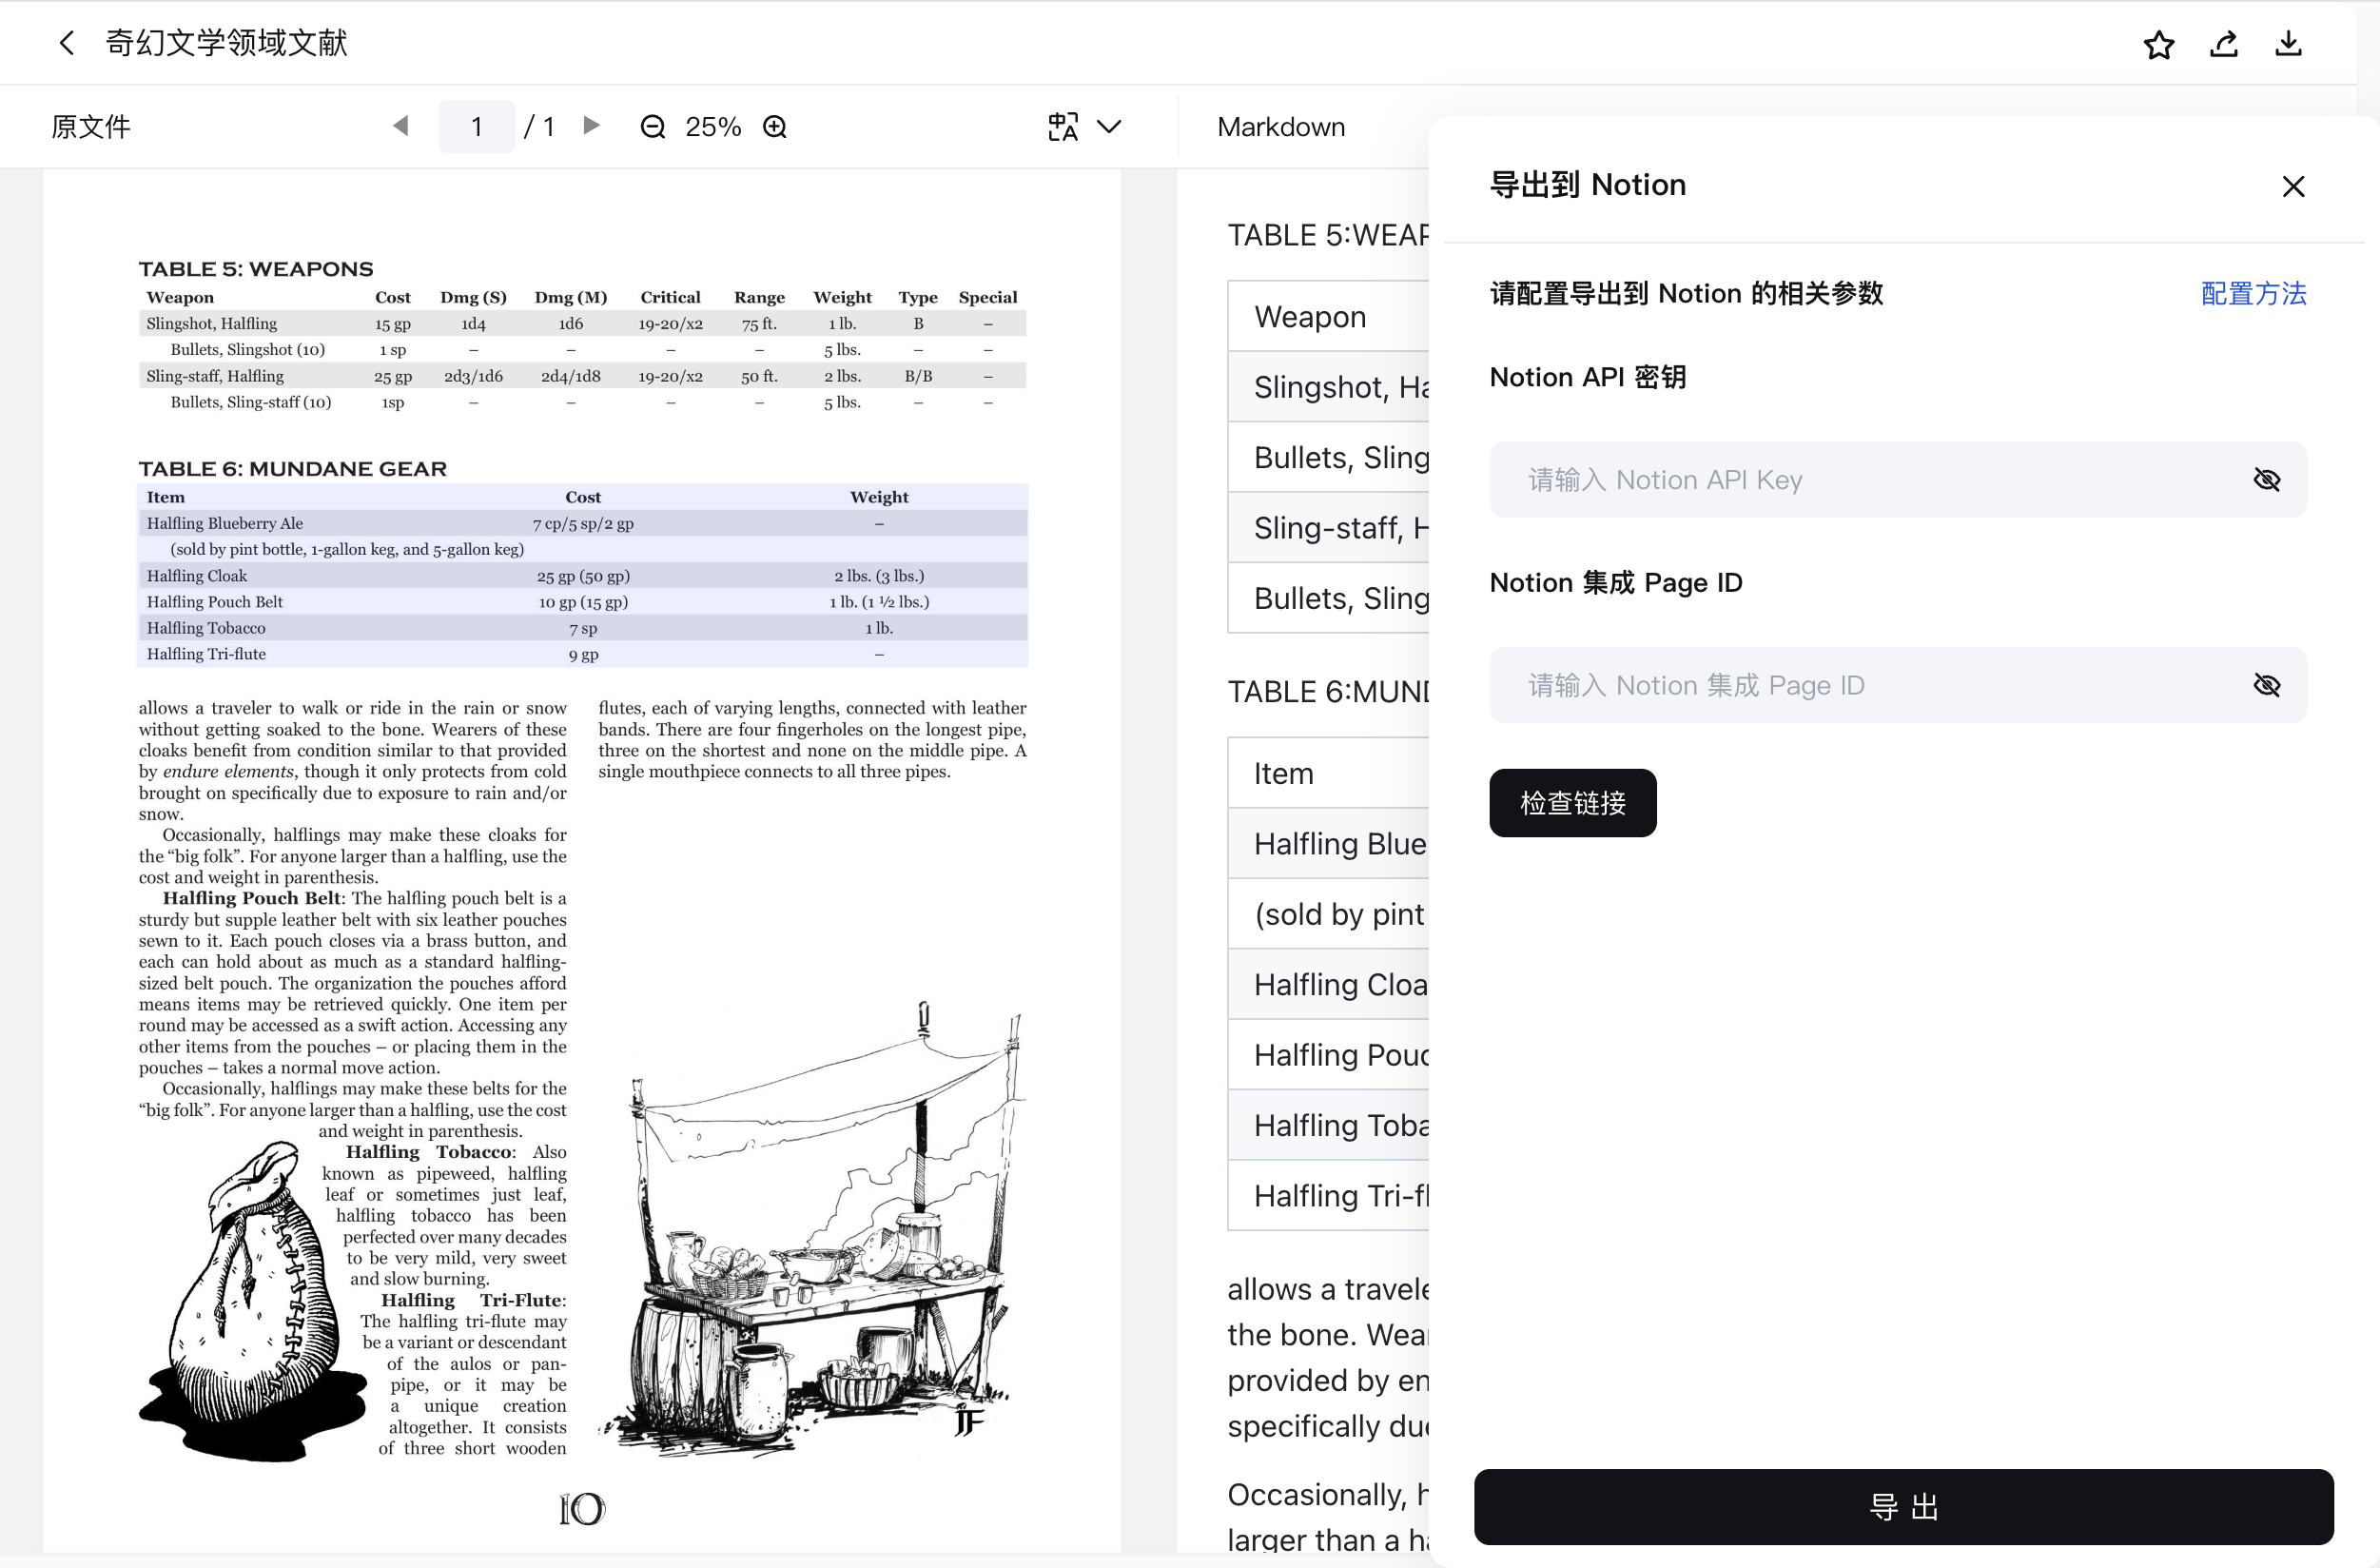 奇幻文学领域文献
原文件
1 / 1
25%
Markdown
TABLE 5: WEAPONS
Weapon Cost Dmg (S) Dmg (M) Critical Range Weight Type Special
Slingshot, Halfling 15 gp 1d4 1d6 19-20/x2 75 ft. 1 lb. B –
Bullets, Slingshot (10) 1 sp – – – – 5 lbs. – –
Sling-staff, Halfling 25 gp 2d3/1d6 2d4/1d8 19-20/x2 50 ft. 2 lbs. B/B –
Bullets, Sling-staff (10) 1sp – – – – 5 lbs. – –
TABLE 6: MUNDANE GEAR
Item Cost Weight
Halfling Blueberry Ale 7 cp/5 sp/2 gp –
(sold by pint bottle, 1-gallon keg, and 5-gallon keg)
Halfling Cloak 25 gp (50 gp) 2 lbs. (3 lbs.)
Halfling Pouch Belt 10 gp (15 gp) 1 lb. (1 ½ lbs.)
Halfling Tobacco 7 sp 1 lb.
Halfling Tri-flute 9 gp –
allows a traveler to walk or ride in the rain or snow
without getting soaked to the bone. Wearers of these
cloaks benefit from condition similar to that provided
by endure elements, though it only protects from cold
brought on specifically due to exposure to rain and/or
snow.
Occasionally, halflings may make these cloaks for
the “big folk”. For anyone larger than a halfling, use the
cost and weight in parenthesis.
Halfling Pouch Belt: The halfling pouch belt is a
sturdy but supple leather belt with six leather pouches
sewn to it. Each pouch closes via a brass button, and
each can hold about as much as a standard halfling-
sized belt pouch. The organization the pouches afford
means items may be retrieved quickly. One item per
round may be accessed as a swift action. Accessing any
other items from the pouches – or placing them in the
pouches – takes a normal move action.
Occasionally, halflings may make these belts for the
“big folk”. For anyone larger than a halfling, use the cost
and weight in parenthesis.
Halfling Tobacco: Also
known as pipeweed, halfling
leaf or sometimes just leaf,
halfling tobacco has been
perfected over many decades
to be very mild, very sweet
and slow burning.
Halfling Tri-Flute:
The halfling tri-flute may
be a variant or descendant
of the aulos or pan-
pipe, or it may be
a unique creation
altogether. It consists
of three short wooden
flutes, each of varying lengths, connected with leather
bands. There are four fingerholes on the longest pipe,
three on the shortest and none on the middle pipe. A
single mouthpiece connects to all three pipes.
JF
10
TABLE 5:WEAP
Weapon
Slingshot, Ha
Bullets, Sling
Sling-staff, H
Bullets, Sling
TABLE 6:MUND
Item
Halfling Blue
(sold by pint
Halfling Cloa
Halfling Pouc
Halfling Toba
Halfling Tri-fl
allows a travele
the bone. Wear
provided by en
specifically due
Occasionally, h
larger than a ha
导出到 Notion
请配置导出到 Notion 的相关参数
配置方法
Notion API 密钥
请输入 Notion API Key
Notion 集成 Page ID
请输入 Notion 集成 Page ID
检查链接
导 出